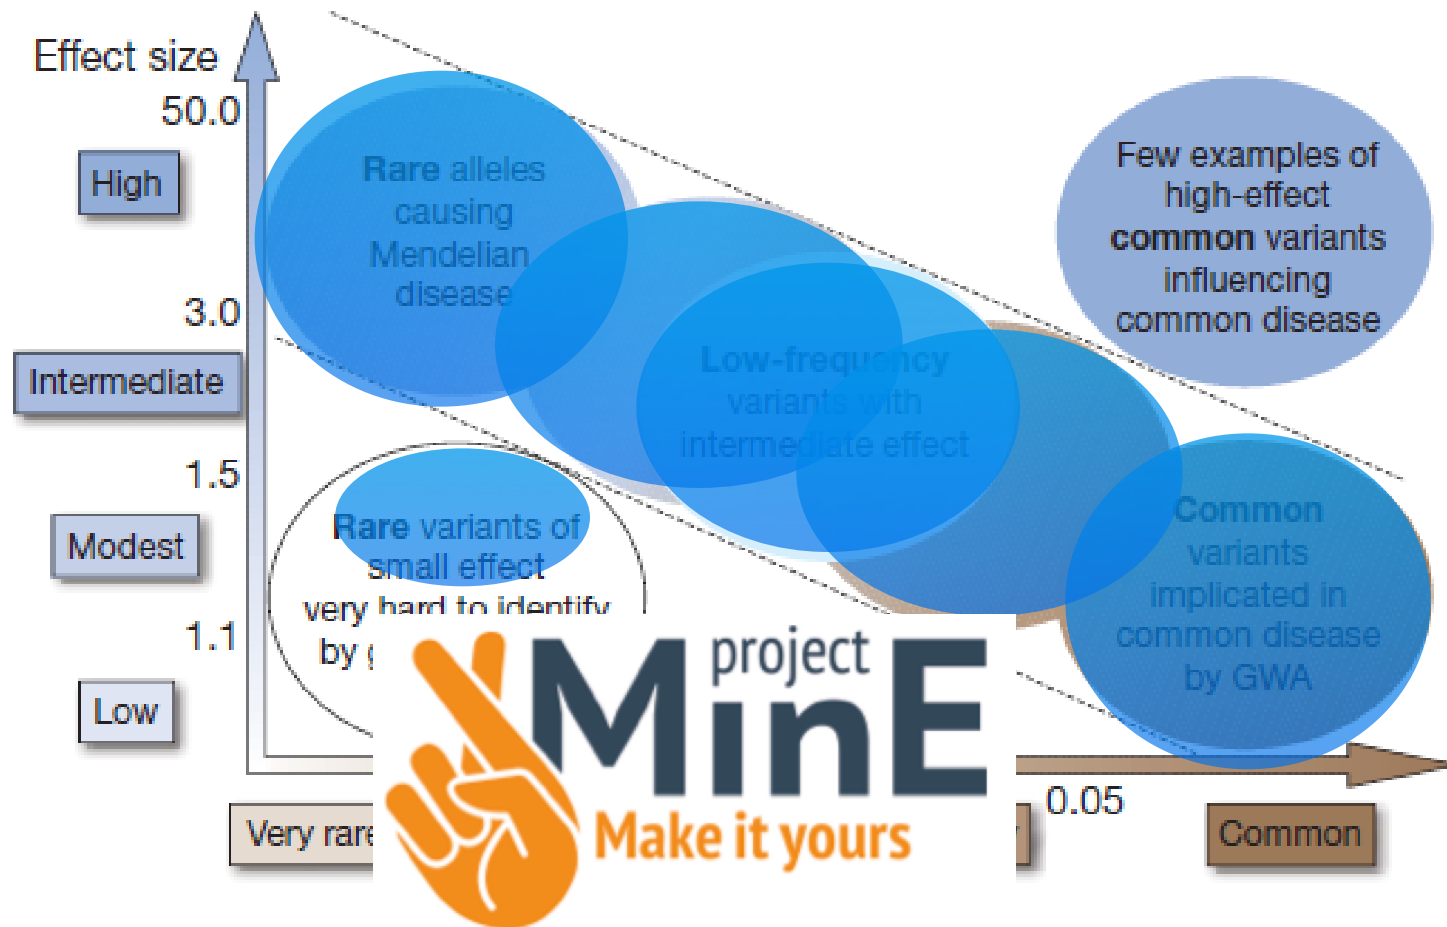 Effect size
50.0
High
3.0
Intermediate
1.5
Modest
1.1
Low
Rare alleles
causing
Mendelian
disease
Few examples of
high-effect
common variants
influencing
common disease
Low-frequency
variants with
intermediate effect
Rare variants of
small effect
very hard to identify
by
Common
variants
implicated in
common disease
by GWA
project
MinE
Make it yours
0.05
Very rare
Common